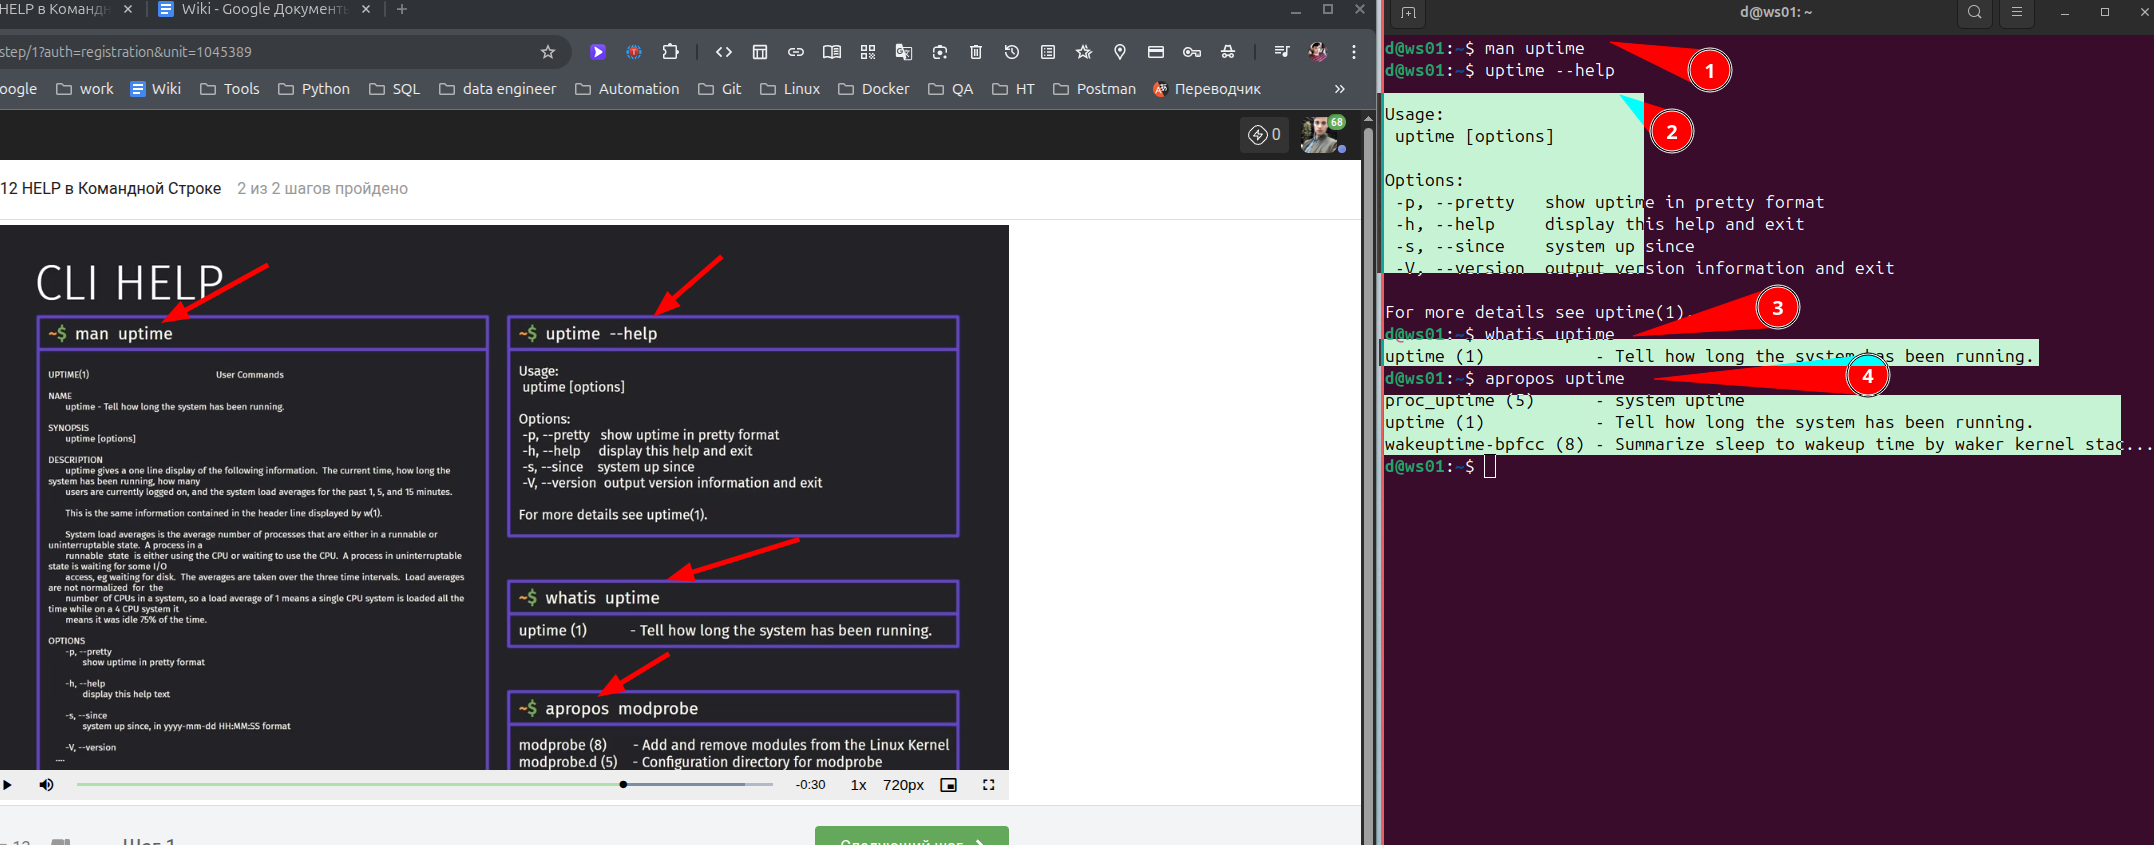 HELP в Командн
Wiki - Google Документы
step/1?auth=registration&unit=1045389
oogle work Wiki Tools Python SQL data engineer Automation Git Linux Docker QA HT Postman Переводчик »
0
68
12 HELP в Командной Строке 2 из 2 шагов пройдено
CLI HELP
~$ man uptime
UPTIME(1) User Commands
NAME
uptime - Tell how long the system has been running.
SYNOPSIS
uptime [options]
DESCRIPTION
uptime gives a one line display of the following information. The current time, how long the
system has been running, how many
users are currently logged on, and the system load averages for the past 1, 5, and 15 minutes.
This is the same information contained in the header line displayed by w(1).
System load averages is the average number of processes that are either in a runnable or
uninterruptable state. A process in a
runnable state is either using the CPU or waiting to use the CPU. A process in uninterruptable
state is waiting for some I/O
access, eg waiting for disk. The averages are taken over the three time intervals. Load averages
are not normalized for the
number of CPUs in a system, so a load average of 1 means a single CPU system is loaded all the
time while on a 4 CPU system it
means it was idle 75% of the time.
OPTIONS
-p, --pretty
show uptime in pretty format
-h, --help
display this help text
-s, --since
system up since, in yyyy-mm-dd HH:MM:SS format
-V, --version
....
~$ uptime --help
Usage:
uptime [options]
Options:
-p, --pretty show uptime in pretty format
-h, --help display this help and exit
-s, --since system up since
-V, --version output version information and exit
For more details see uptime(1).
~$ whatis uptime
uptime (1) - Tell how long the system has been running.
~$ apropos modprobe
modprobe (8) - Add and remove modules from the Linux Kernel
modprobe.d (5) - Configuration directory for modprobe
-0:30 1x 720px
Шаг 1
Следующий шаг
d@ws01: ~
d@ws01:~$ man uptime
1
d@ws01:~$ uptime --help
2
Usage:
uptime [options]
Options:
-p, --pretty show uptime in pretty format
-h, --help display this help and exit
-s, --since system up since
-V, --version output version information and exit
3
For more details see uptime(1).
d@ws01:~$ whatis uptime
uptime (1) - Tell how long the system has been running.
d@ws01:~$ apropos uptime
4
proc_uptime (5) - system uptime
uptime (1) - Tell how long the system has been running.
wakeuptime-bpfcc (8) - Summarize sleep to wakeup time by waker kernel stac...
d@ws01:~$